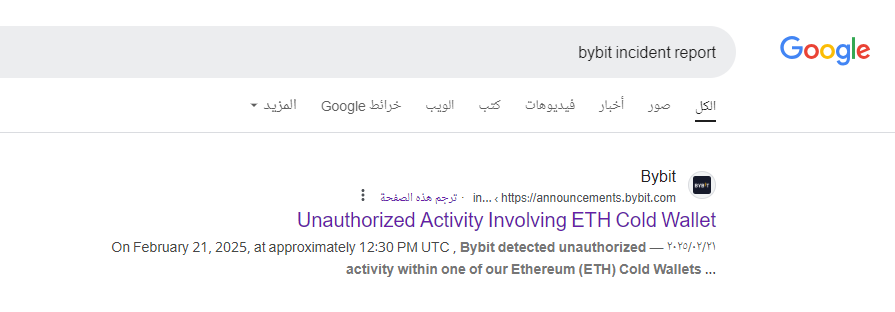 Google
bybit incident report
الكل صور أخبار فيديوهات كتب الويب خرائط Google المزيد
Bybit
BYBIT
https://announcements.bybit.com › in... · ترجم هذه الصفحة
Unauthorized Activity Involving ETH Cold Wallet
٢١‏/٠٢‏/٢٠٢٥ — On February 21, 2025, at approximately 12:30 PM UTC , Bybit detected unauthorized
activity within one of our Ethereum (ETH) Cold Wallets ...